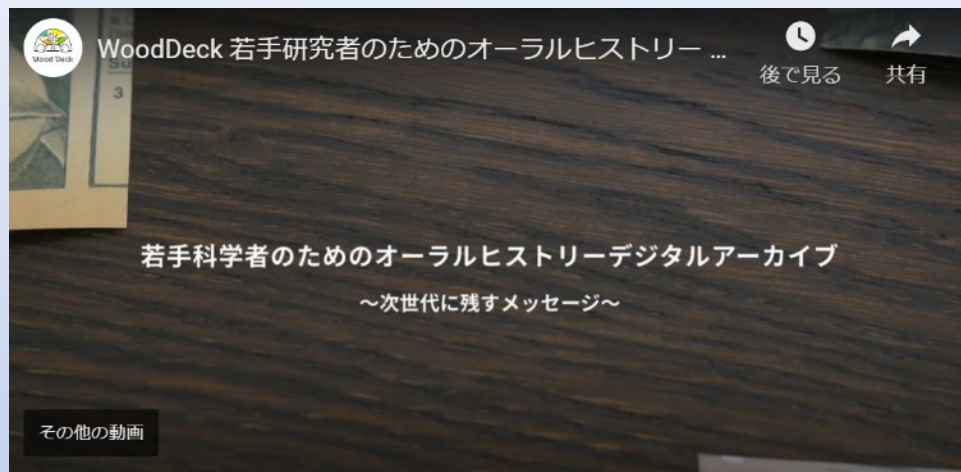 Wood Deck
WoodDeck 若手研究者のためのオーラルヒストリー ...
後で見る
共有
3
若手科学者のためのオーラルヒストリーデジタルアーカイブ
～次世代に残すメッセージ～
その他の動画